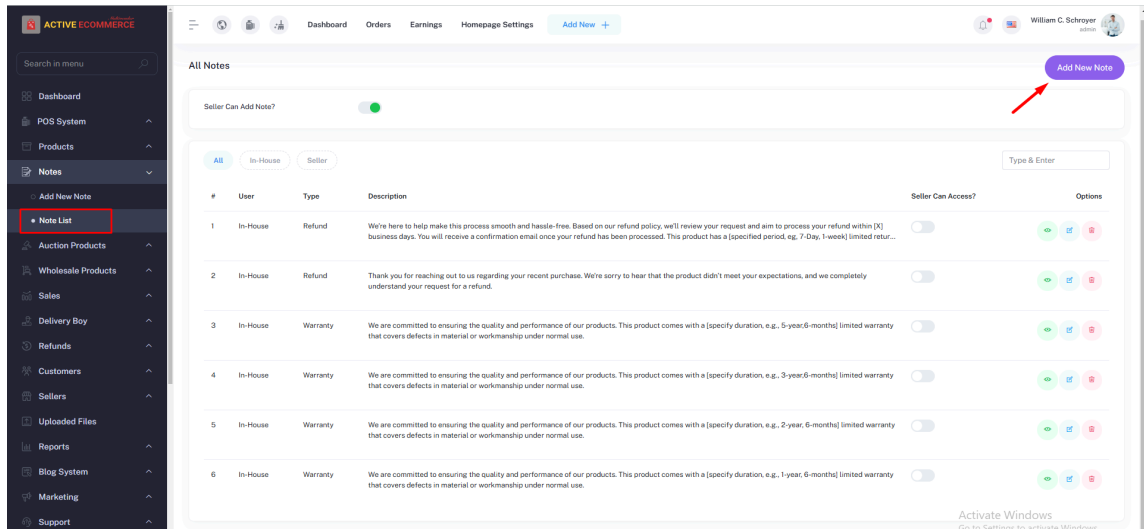 ACTIVE ECOMMERCE
Dashboard
Orders
Earnings
Homepage Settings
Add New +
William C. Schroyer
admin
Search in menu
Dashboard
POS System
Products
Notes
Add New Note
Note List
Auction Products
Wholesale Products
Sales
Delivery Boy
Refunds
Customers
Sellers
Uploaded Files
Reports
Blog System
Marketing
Support
All Notes
Add New Note
Seller Can Add Note?
All
In-House
Seller
Type & Enter
# User Type Description Seller Can Access? Options
1 In-House Refund We're here to help make this process smooth and hassle-free. Based on our refund policy, we'll review your request and aim to process your refund within [X]
business days. You will receive a confirmation email once your refund has been processed. This product has a [specified period, eg, 7-Day, 1-week] limited retur...
2 In-House Refund Thank you for reaching out to us regarding your recent purchase. We're sorry to hear that the product didn't meet your expectations, and we completely
understand your request for a refund.
3 In-House Warranty We are committed to ensuring the quality and performance of our products. This product comes with a [specify duration, e.g., 5-year,6-months] limited warranty
that covers defects in material or workmanship under normal use.
4 In-House Warranty We are committed to ensuring the quality and performance of our products. This product comes with a [specify duration, e.g., 3-year,6-months] limited warranty
that covers defects in material or workmanship under normal use.
5 In-House Warranty We are committed to ensuring the quality and performance of our products. This product comes with a [specify duration, e.g., 2-year, 6-months] limited warranty
that covers defects in material or workmanship under normal use.
6 In-House Warranty We are committed to ensuring the quality and performance of our products. This product comes with a [specify duration, e.g., 1-year, 6-months] limited warranty
that covers defects in material or workmanship under normal use.
Activate Windows
Go to Settings to activate Windows.